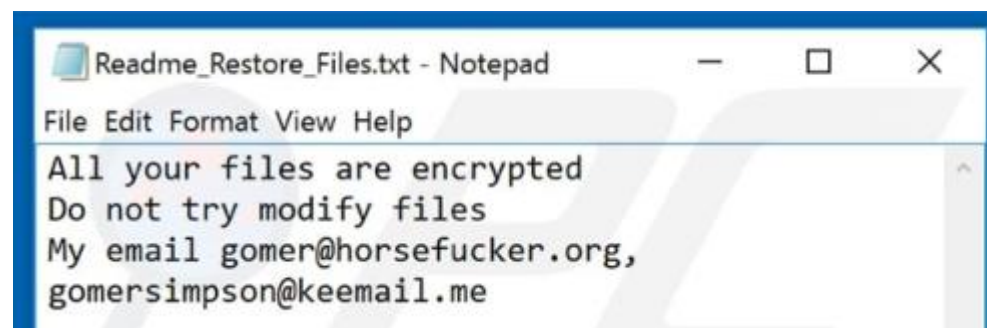 Readme_Restore_Files.txt - Notepad
File Edit Format View Help
All your files are encrypted
Do not try modify files
My email gomer@horsefucker.org,
gomersimpson@keemail.me